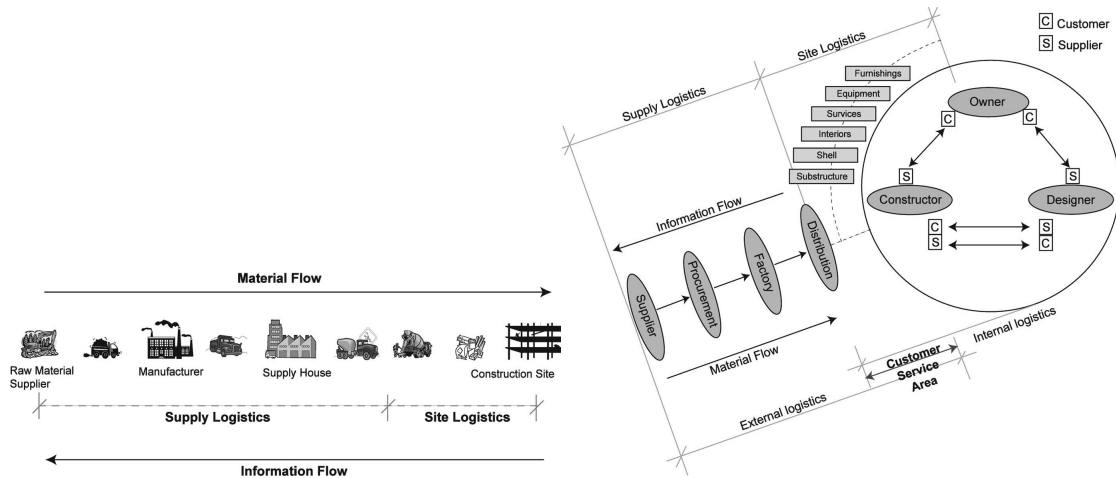 Material Flow
Raw Material
Supplier
Manufacturer
Supply House
Construction Site
Supply Logistics
Site Logistics
Information Flow
C Customer
S Supplier
Site Logistics
Supply Logistics
Furnishings
Equipment
Survices
Interiors
Shell
Substructure
Owner
C
C
S
S
Constructor
Designer
C
S
S
C
Information Flow
Supplier
Procurement
Factory
Distribution
Material Flow
External logistics
Customer
Service
Area
Internal logistics